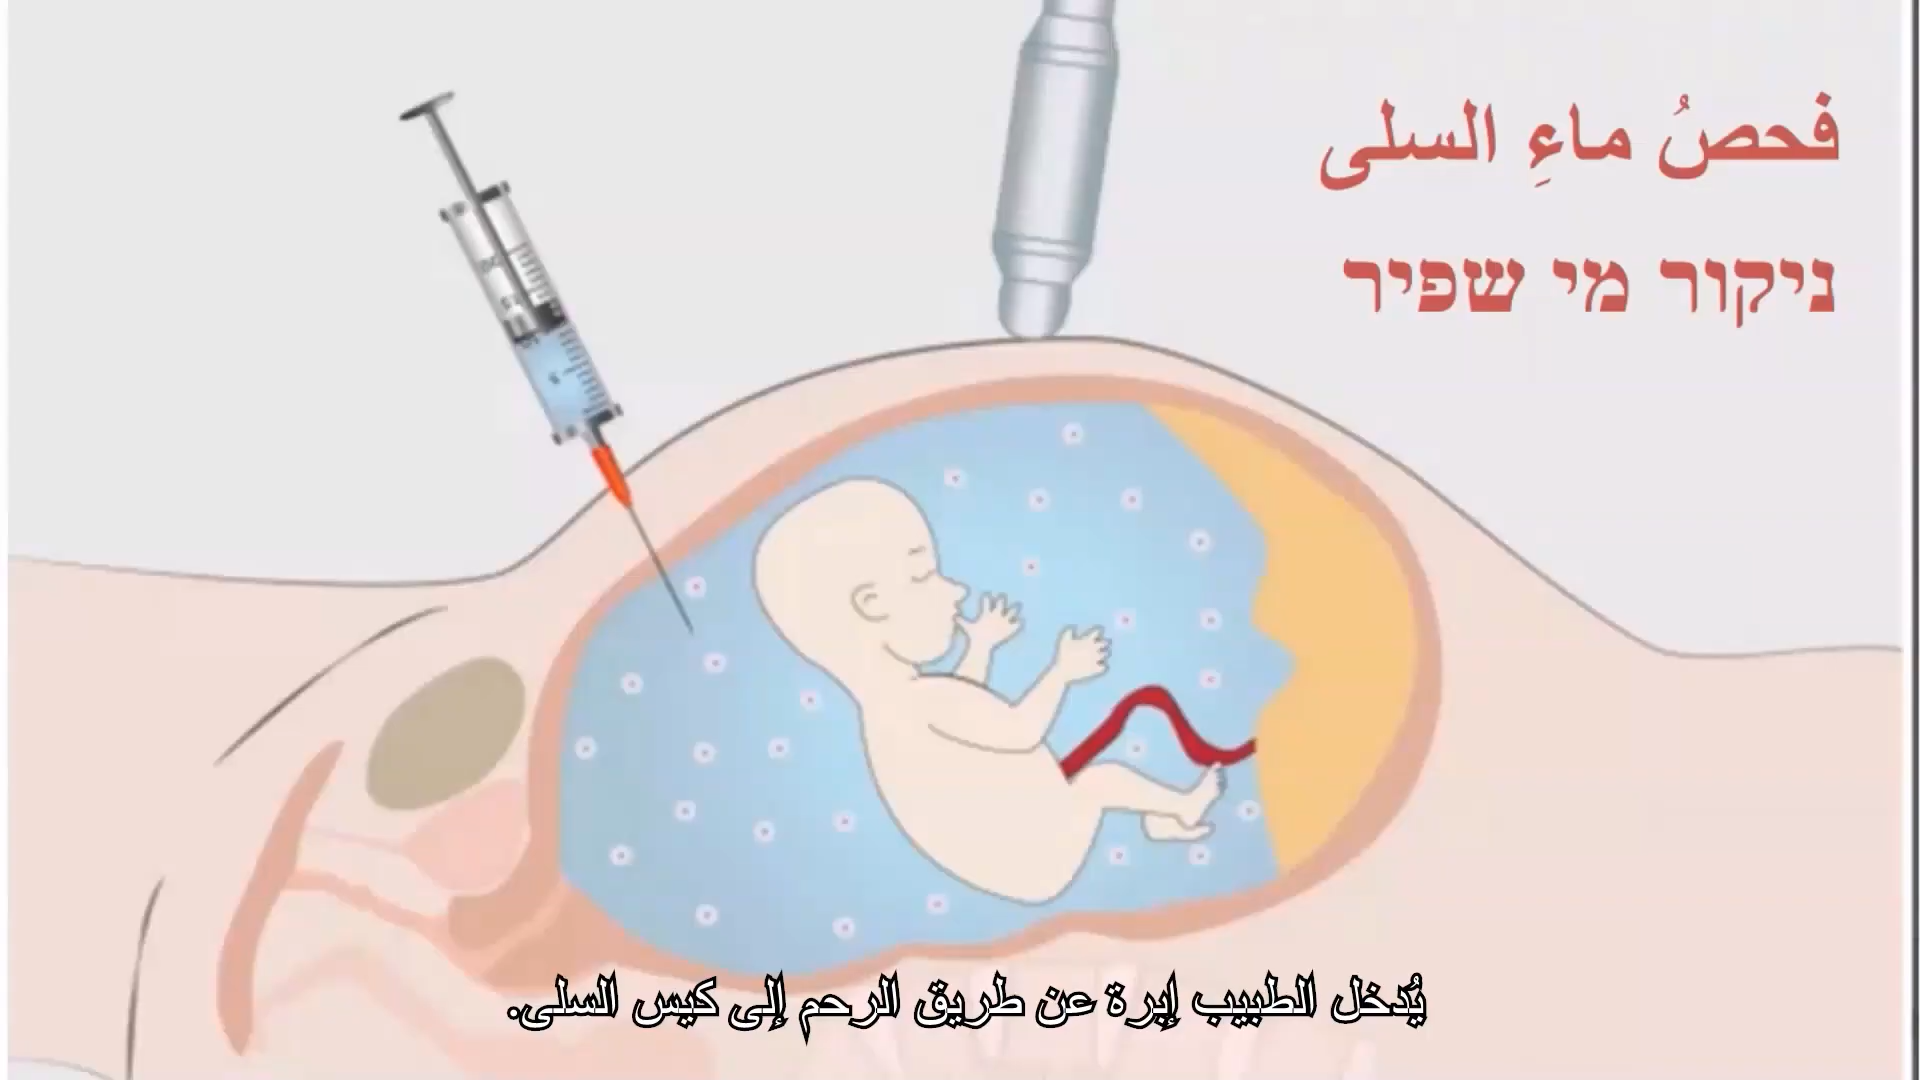 فحصُ ماءِ السلى
ניקור מי שפיר
يُدخل الطبيب إبرة عن طريق الرحم إلى كيس السلى.